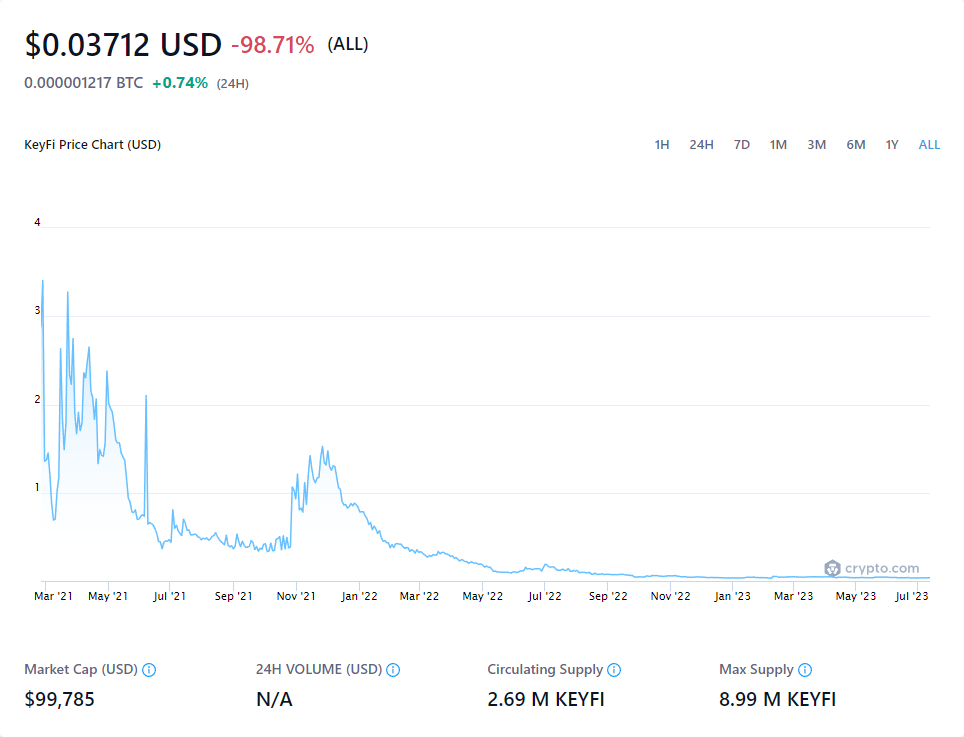 $0.03712 USD -98.71% (ALL)
0.000001217 BTC +0.74% (24H)
KeyFi Price Chart (USD) 1H 24H 7D 1M 3M 6M 1Y ALL
4
3
2
1
crypto.com
Mar '21 May '21 Jul '21 Sep '21 Nov '21 Jan '22 Mar '22 May '22 Jul '22 Sep '22 Nov '22 Jan '23 Mar '23 May '23 Jul '23
Market Cap (USD) 24H VOLUME (USD) Circulating Supply Max Supply
$99,785 N/A 2.69 M KEYFI 8.99 M KEYFI